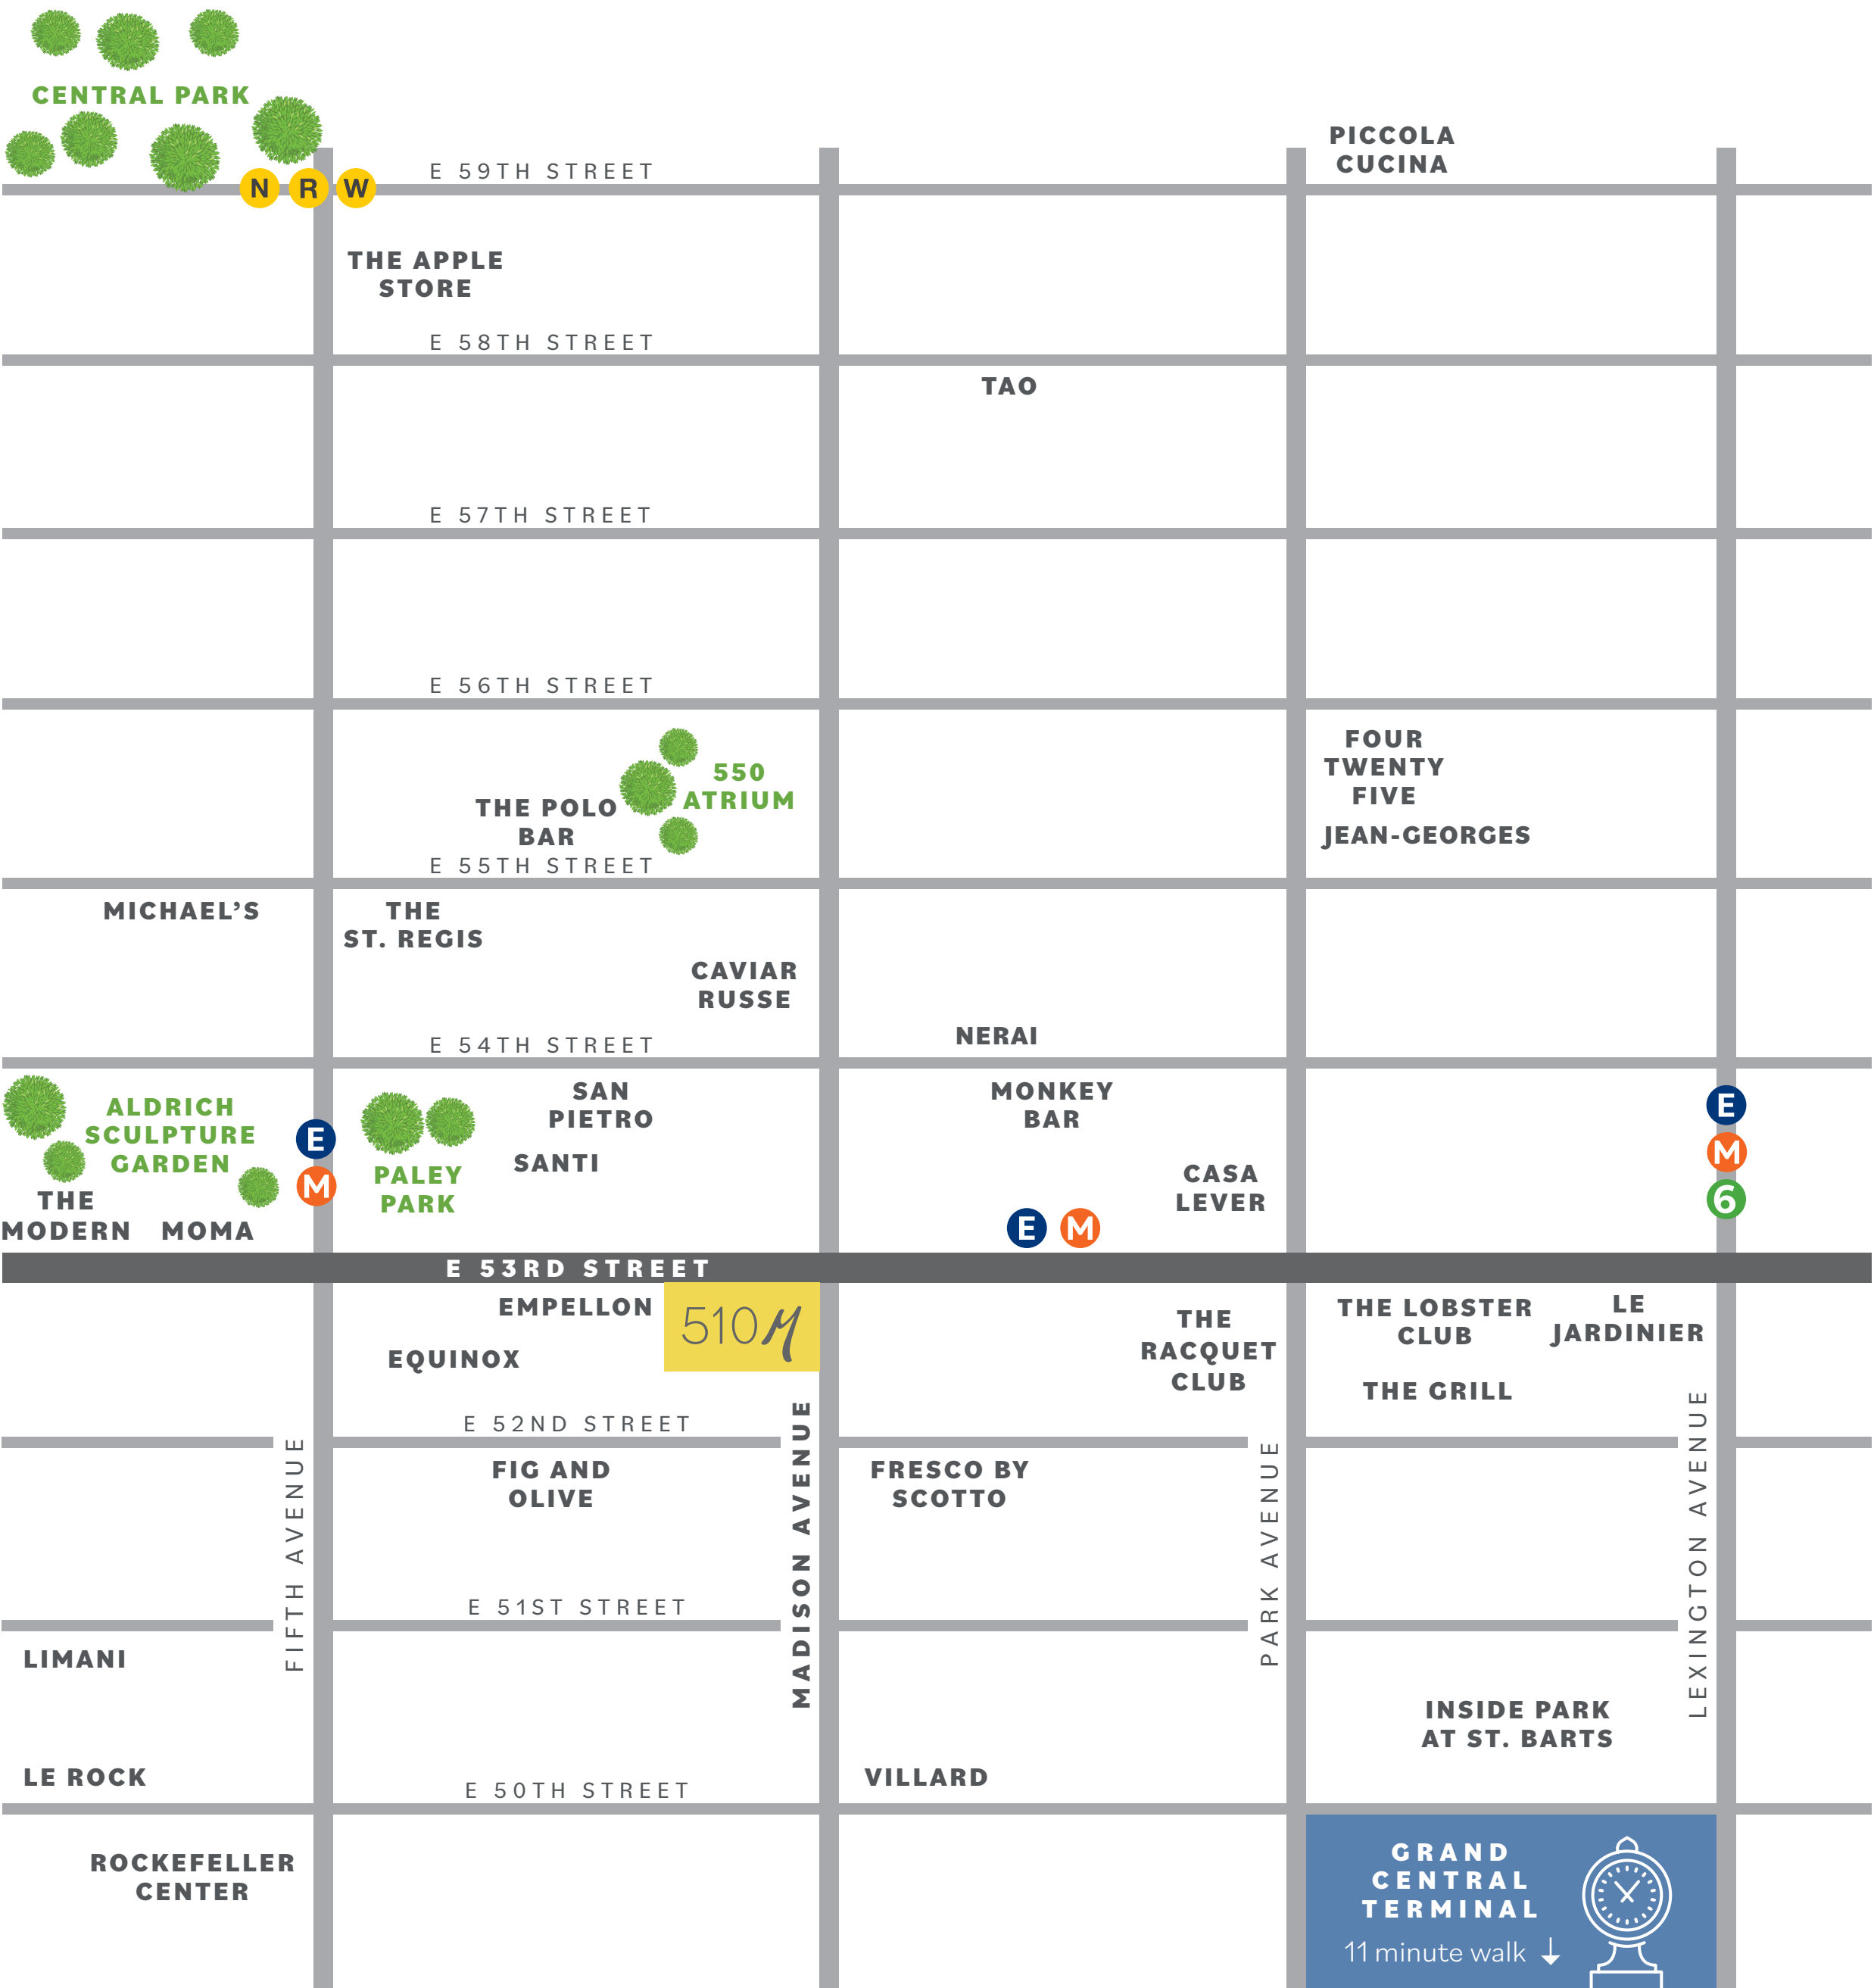 CENTRAL PARK
PICCOLA
CUCINA
E 59TH STREET
N R W
THE APPLE
STORE
E 58TH STREET
TAO
E 57TH STREET
E 56TH STREET
FOUR
TWENTY
FIVE
JEAN-GEORGES
550
ATRIUM
THE POLO
BAR
E 55TH STREET
MICHAEL’S
THE
ST. REGIS
CAVIAR
RUSSE
NERAI
E 54TH STREET
ALDRICH
SCULPTURE
GARDEN
E
M
PALEY
PARK
SAN
PIETRO
SANTI
MONKEY
BAR
CASA
LEVER
E M
E
M
6
THE
MODERN
MOMA
E 53RD STREET
EMPELLON
510M
EQUINOX
THE
RACQUET
CLUB
THE LOBSTER
CLUB
LE
JARDINIER
THE GRILL
E 52ND STREET
FIG AND
OLIVE
FRESCO BY
SCOTTO
FIFTH AVENUE
MADISON AVENUE
PARK AVENUE
LEXINGTON AVENUE
E 51ST STREET
LIMANI
INSIDE PARK
AT ST. BARTS
LE ROCK
VILLARD
E 50TH STREET
ROCKEFELLER
CENTER
GRAND
CENTRAL
TERMINAL
11 minute walk ↓